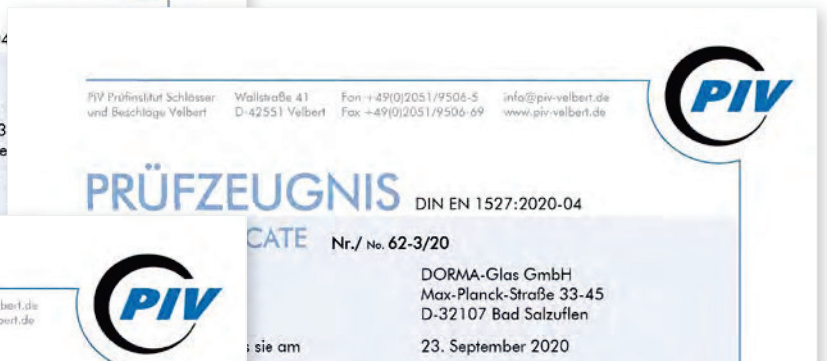 PIV Prüfinstitut Schlösser
und Beschläge Velbert
Wallstraße 41
D-42551 Velbert
Fon +49(0)2051/9506-5
Fax +49(0)2051/9506-69
info@piv-velbert.de
www.piv-velbert.de
PIV
PRÜFZEUGNIS DIN EN 1527:2020-04
CATE Nr./ No. 62-3/20
DORMA-Glas GmbH
Max-Planck-Straße 33-45
D-32107 Bad Salzuflen
sie am 23. September 2020
PIV